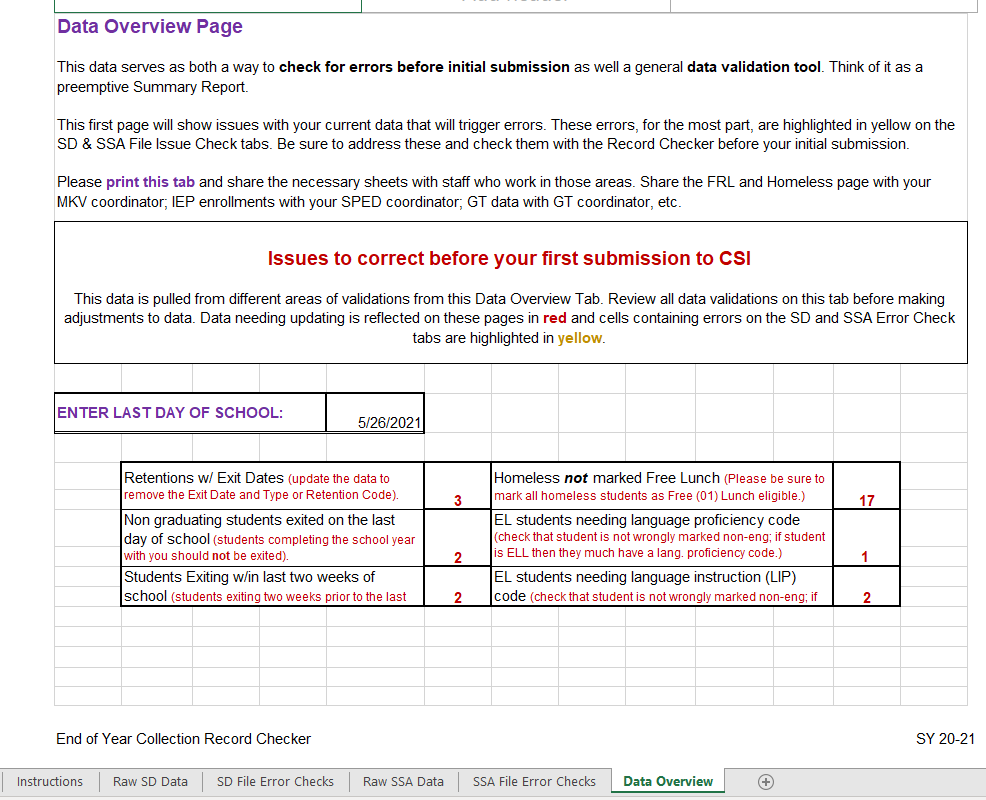 Data Overview Page
This data serves as both a way to check for errors before initial submission as well a general data validation tool. Think of it as a
preemptive Summary Report.
This first page will show issues with your current data that will trigger errors. These errors, for the most part, are highlighted in yellow on the
SD & SSA File Issue Check tabs. Be sure to address these and check them with the Record Checker before your initial submission.
Please print this tab and share the necessary sheets with staff who work in those areas. Share the FRL and Homeless page with your
MKV coordinator; IEP enrollments with your SPED coordinator; GT data with GT coordinator, etc.
Issues to correct before your first submission to CSI
This data is pulled from different areas of validations from this Data Overview Tab. Review all data validations on this tab before making
adjustments to data. Data needing updating is reflected on these pages in red and cells containing errors on the SD and SSA Error Check
tabs are highlighted in yellow.
ENTER LAST DAY OF SCHOOL:
5/26/2021
Retentions w/ Exit Dates (update the data to
remove the Exit Date and Type or Retention Code).
3
Homeless not marked Free Lunch (Please be sure to
mark all homeless students as Free (01) Lunch eligible.)
17
Non graduating students exited on the last
day of school (students completing the school year
with you should not be exited).
2
EL students needing language proficiency code
(check that student is not wrongly marked non-eng; if student
is ELL then they much have a lang. proficiency code.)
1
Students Exiting w/in last two weeks of
school (students exiting two weeks prior to the last
2
EL students needing language instruction (LIP)
code (check that student is not wrongly marked non-eng; if
2
End of Year Collection Record Checker
SY 20-21
Instructions
Raw SD Data
SD File Error Checks
Raw SSA Data
SSA File Error Checks
Data Overview